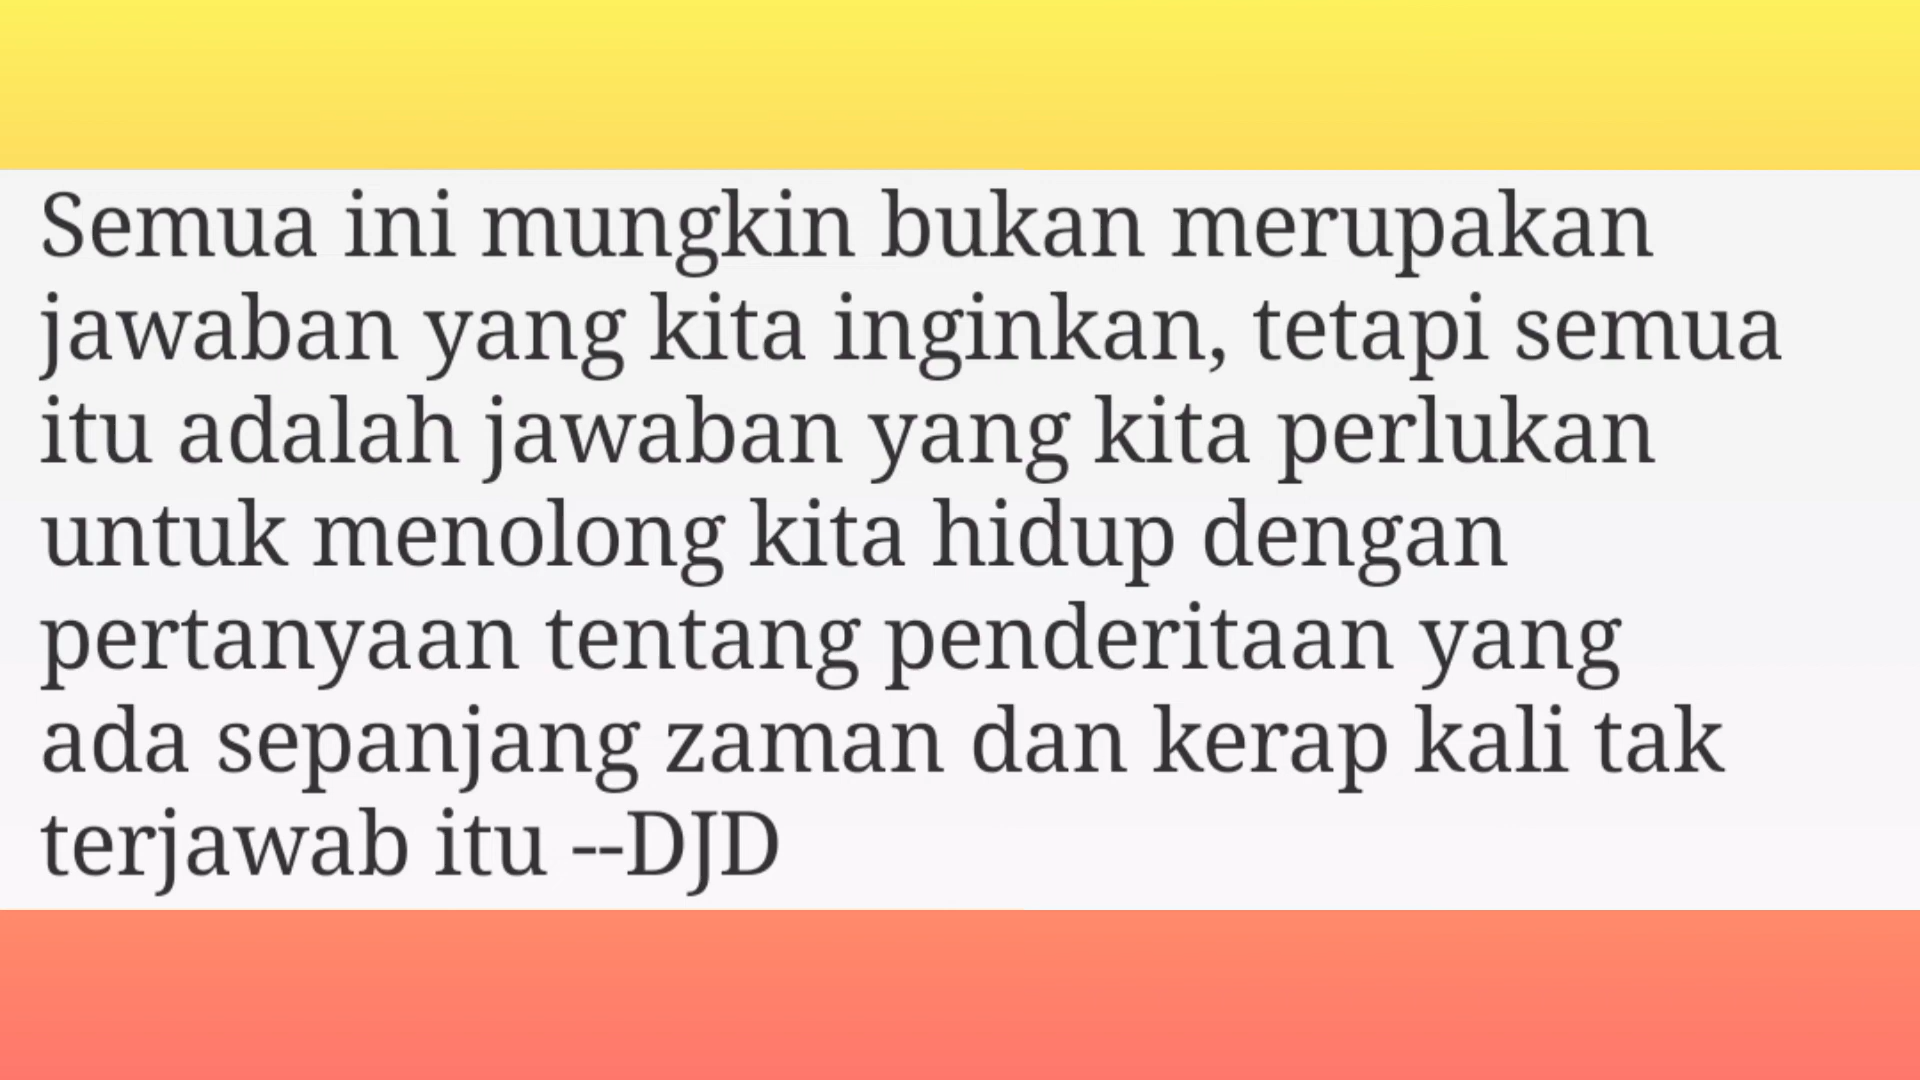 Semua ini mungkin bukan merupakan
jawaban yang kita inginkan, tetapi semua
itu adalah jawaban yang kita perlukan
untuk menolong kita hidup dengan
pertanyaan tentang penderitaan yang
ada sepanjang zaman dan kerap kali tak
terjawab itu --DJD